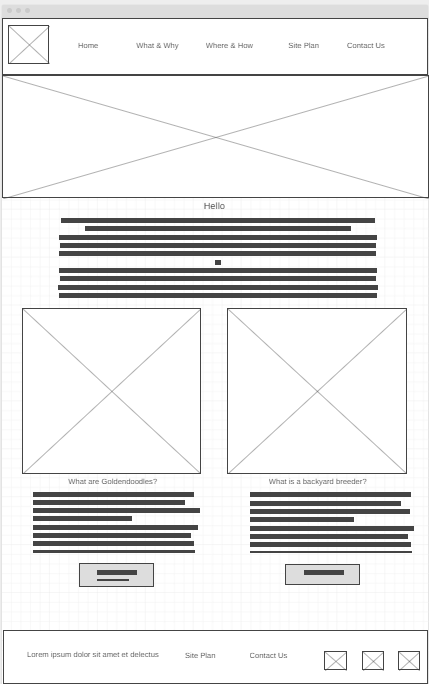 Home What & Why Where & How Site Plan Contact Us
Hello
What are Goldendoodles? What is a backyard breeder?
Lorem ipsum dolor sit amet et delectus Site Plan Contact Us